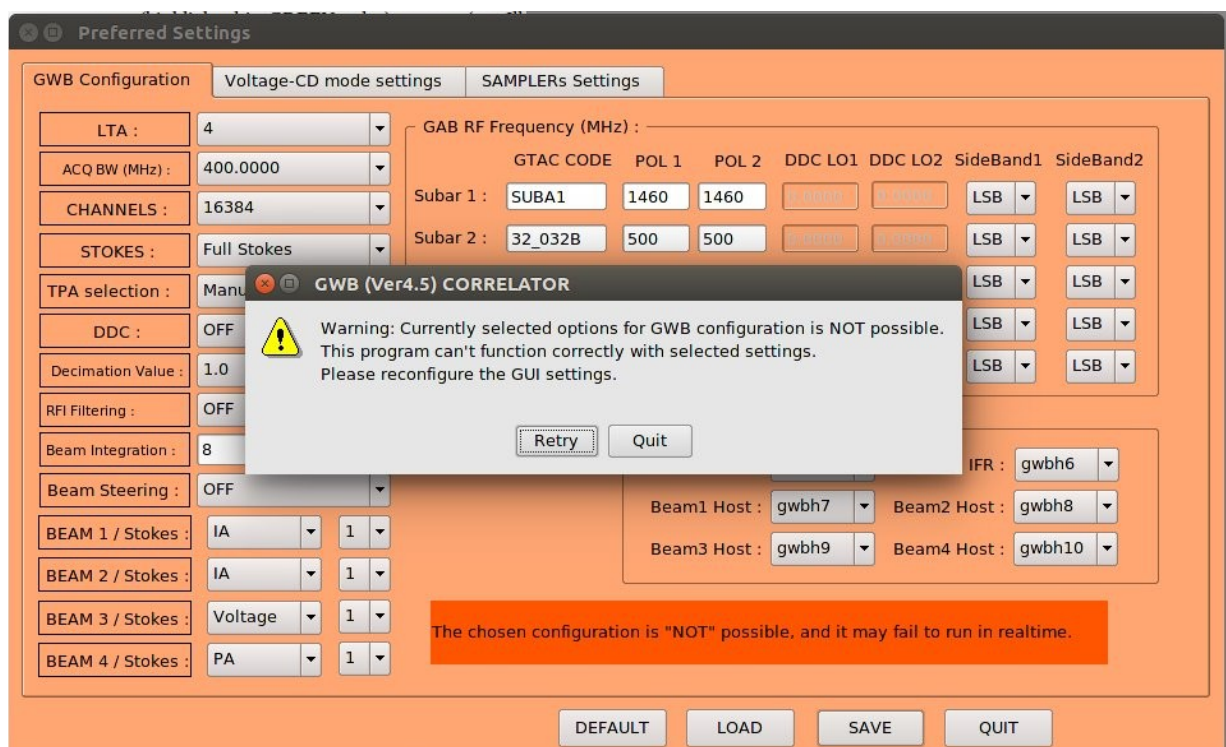 Preferred Settings
GWB Configuration
Voltage-CD mode settings
SAMPLERs Settings
LTA :
4
ACQ BW (MHz) :
400.0000
CHANNELS :
16384
STOKES :
Full Stokes
TPA selection :
Manu
DDC :
OFF
Decimation Value :
1.0
RFI Filtering :
OFF
Beam Integration :
8
Beam Steering :
OFF
BEAM 1 / Stokes :
IA
1
BEAM 2 / Stokes :
IA
1
BEAM 3 / Stokes :
Voltage
1
BEAM 4 / Stokes :
PA
1
GAB RF Frequency (MHz) :
GTAC CODE POL 1 POL 2 DDC LO1 DDC LO2 SideBand1 SideBand2
Subar 1 : SUBA1 1460 1460 LSB LSB
Subar 2 : 32_032B 500 500 LSB LSB
LSB LSB
LSB LSB
LSB LSB
GWB (Ver4.5) CORRELATOR
Warning: Currently selected options for GWB configuration is NOT possible.
This program can't function correctly with selected settings.
Please reconfigure the GUI settings.
Retry
Quit
IFR : gwbh6
Beam1 Host : gwbh7 Beam2 Host : gwbh8
Beam3 Host : gwbh9 Beam4 Host : gwbh10
The chosen configuration is "NOT" possible, and it may fail to run in realtime.
DEFAULT
LOAD
SAVE
QUIT